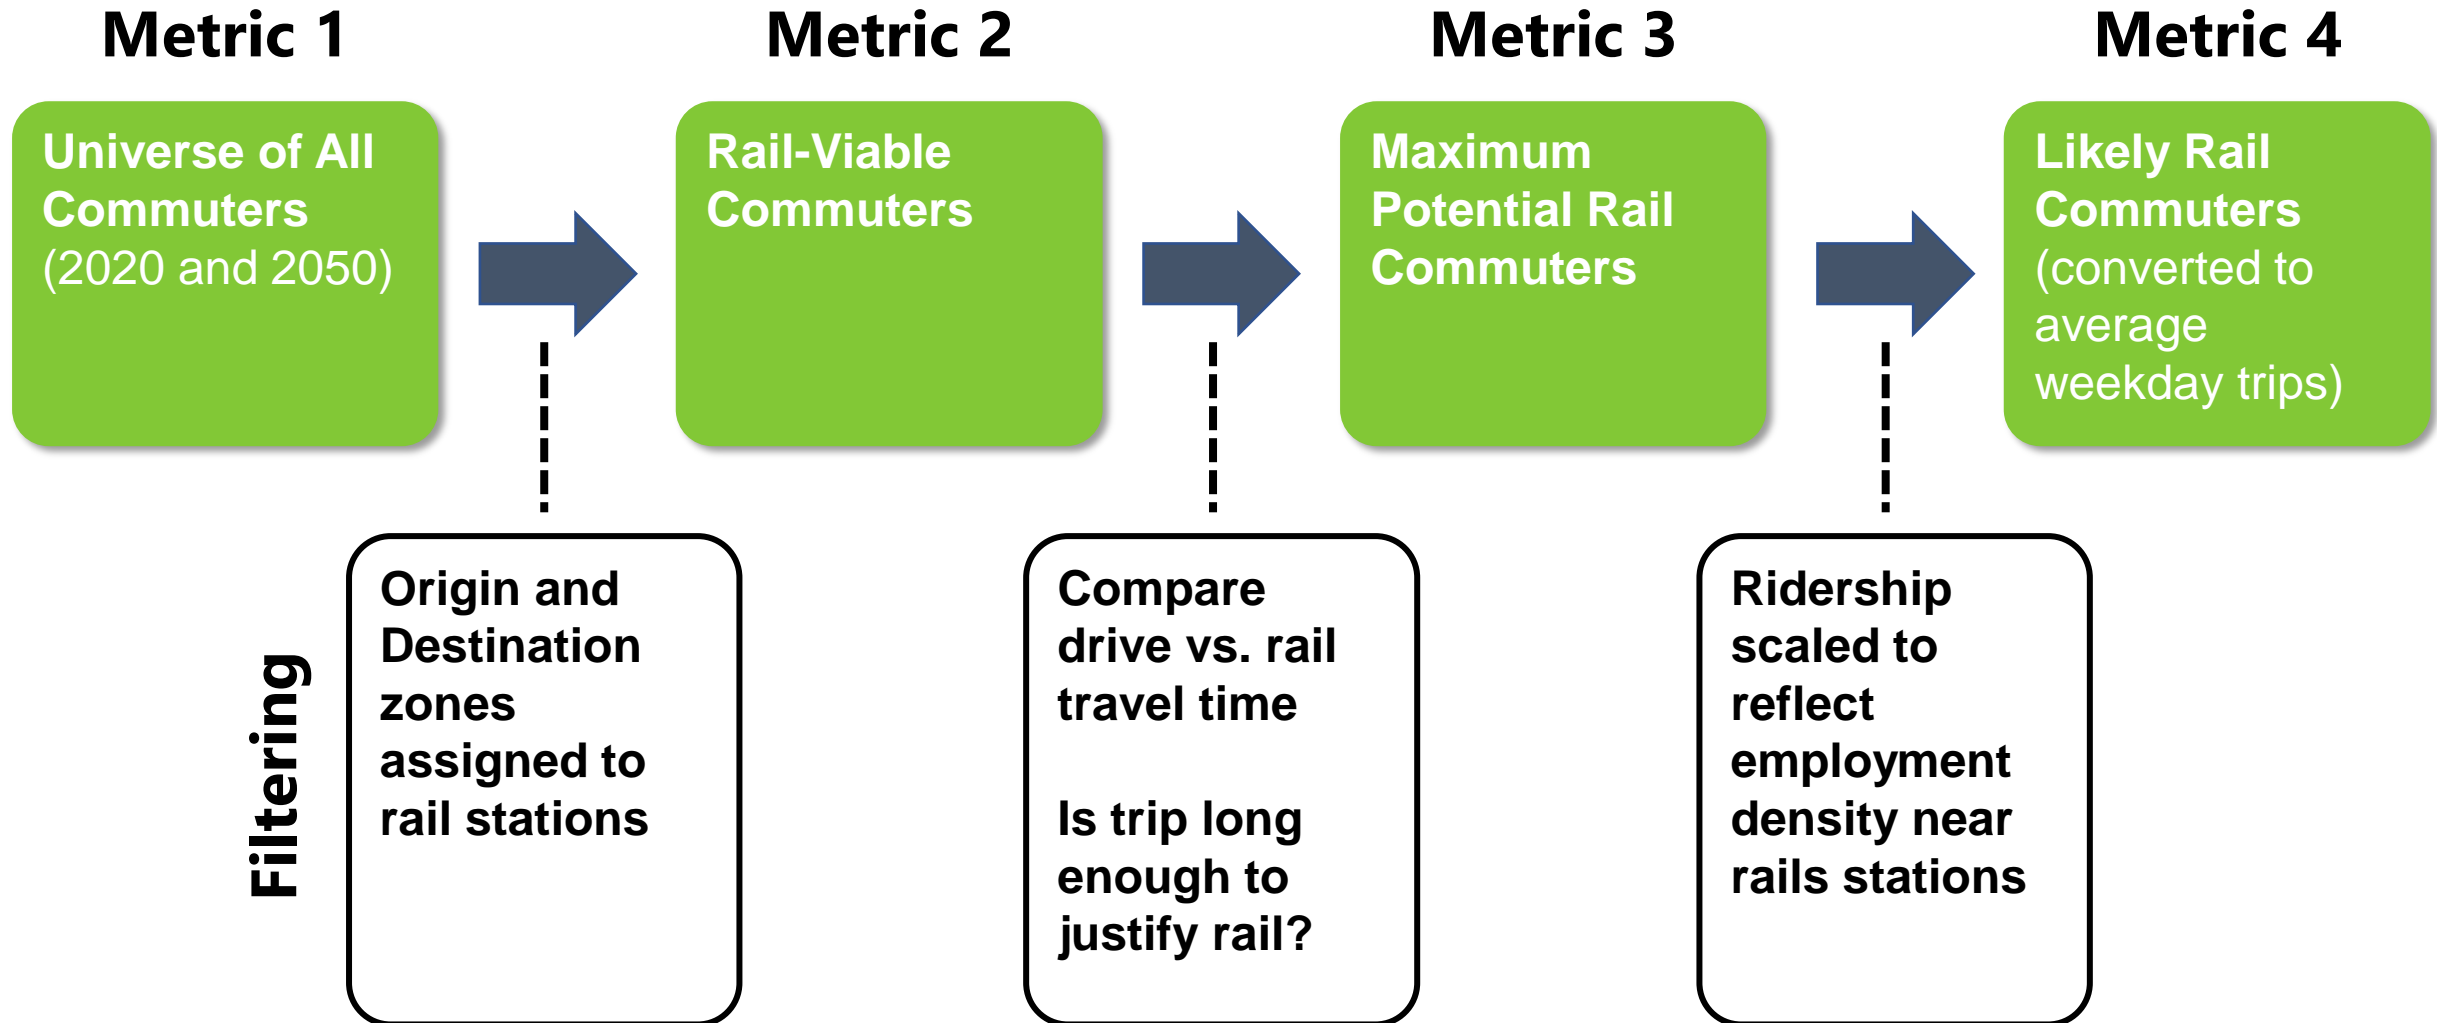 Metric 1
Metric 2
Metric 3
Metric 4
Universe of All
Commuters
(2020 and 2050)
Rail-Viable
Commuters
Maximum
Potential Rail
Commuters
Likely Rail
Commuters
(converted to
average
weekday trips)
Filtering
Origin and
Destination
zones
assigned to
rail stations
Compare
drive vs. rail
travel time
Is trip long
enough to
justify rail?
Ridership
scaled to
reflect
employment
density near
rails stations